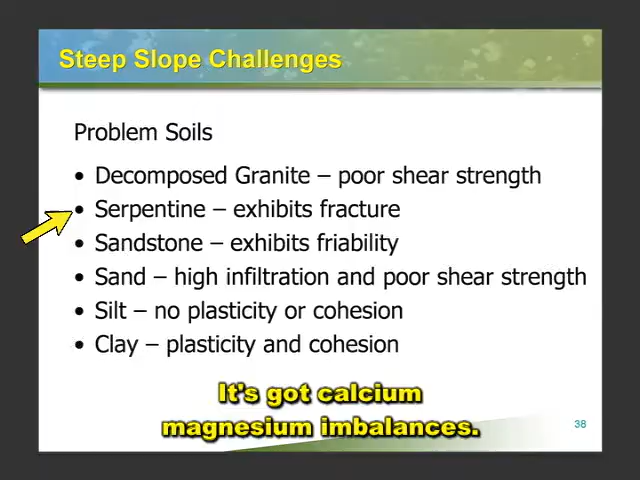 Steep Slope Challenges
Problem Soils
• Decomposed Granite – poor shear strength
• Serpentine – exhibits fracture
• Sandstone – exhibits friability
• Sand – high infiltration and poor shear strength
• Silt – no plasticity or cohesion
• Clay – plasticity and cohesion
It's got calcium
magnesium imbalances.
38